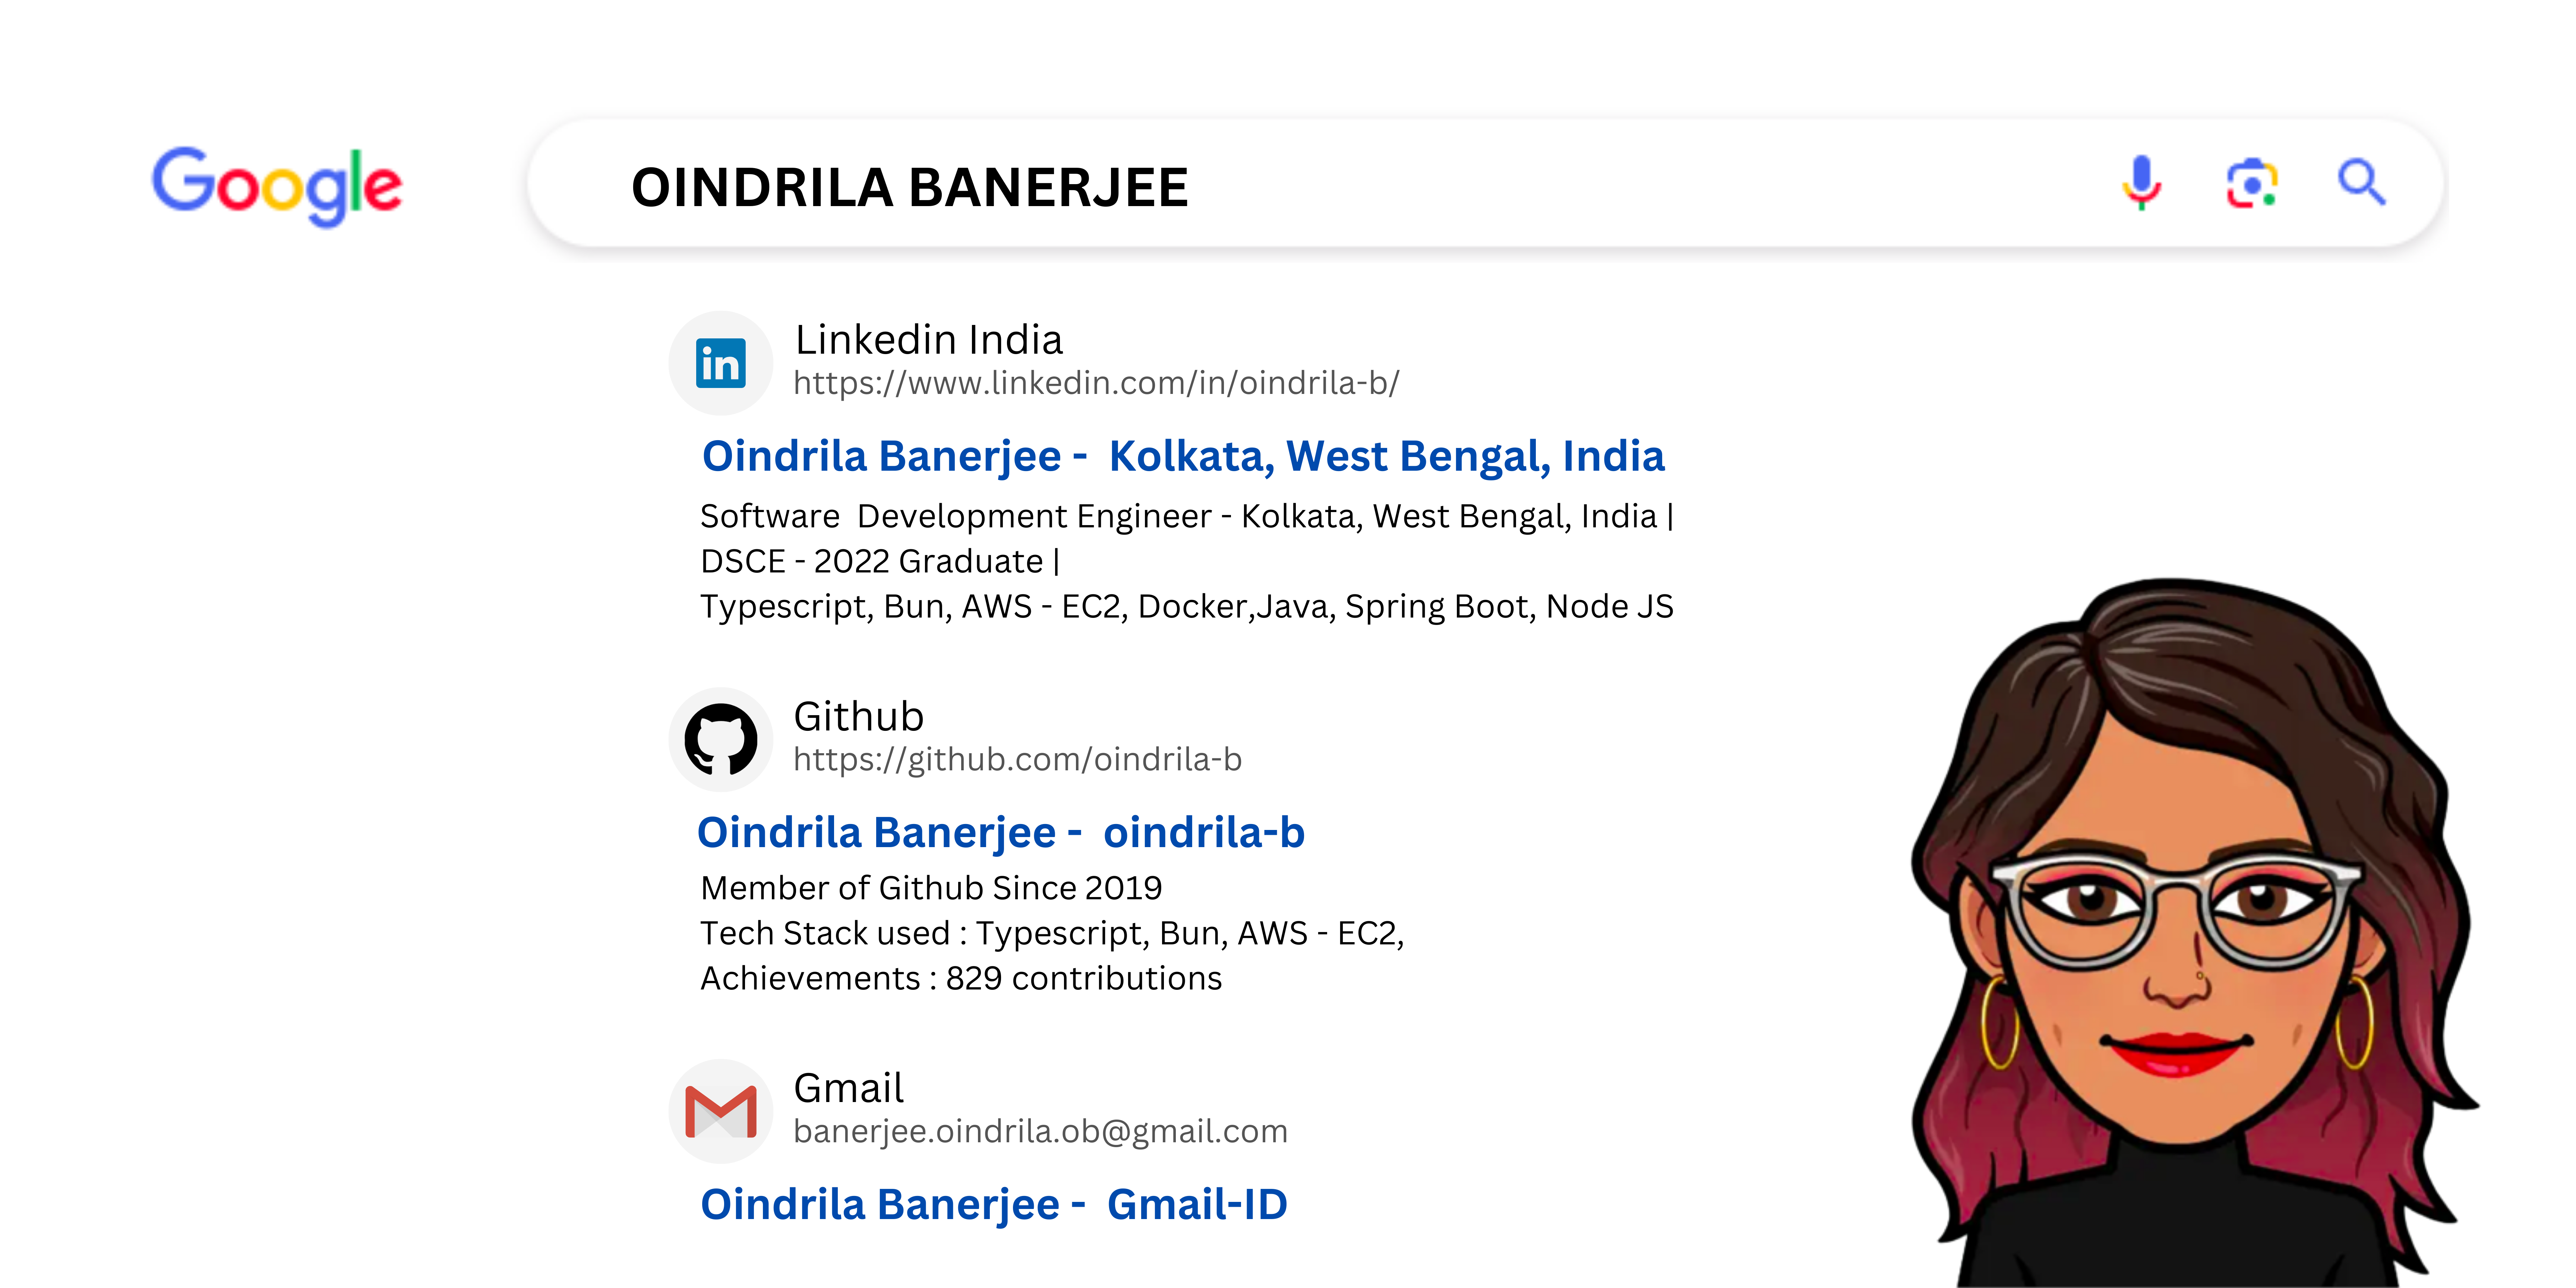 Google
OINDRILA BANERJEE
in
Linkedin India
https://www.linkedin.com/in/oindrila-b/
Oindrila Banerjee - Kolkata, West Bengal, India
Software Development Engineer - Kolkata, West Bengal, India |
DSCE - 2022 Graduate |
Typescript, Bun, AWS - EC2, Docker,Java, Spring Boot, Node JS
Github
https://github.com/oindrila-b
Oindrila Banerjee - oindrila-b
Member of Github Since 2019
Tech Stack used : Typescript, Bun, AWS - EC2,
Achievements : 829 contributions
Gmail
banerjee.oindrila.ob@gmail.com
Oindrila Banerjee - Gmail-ID